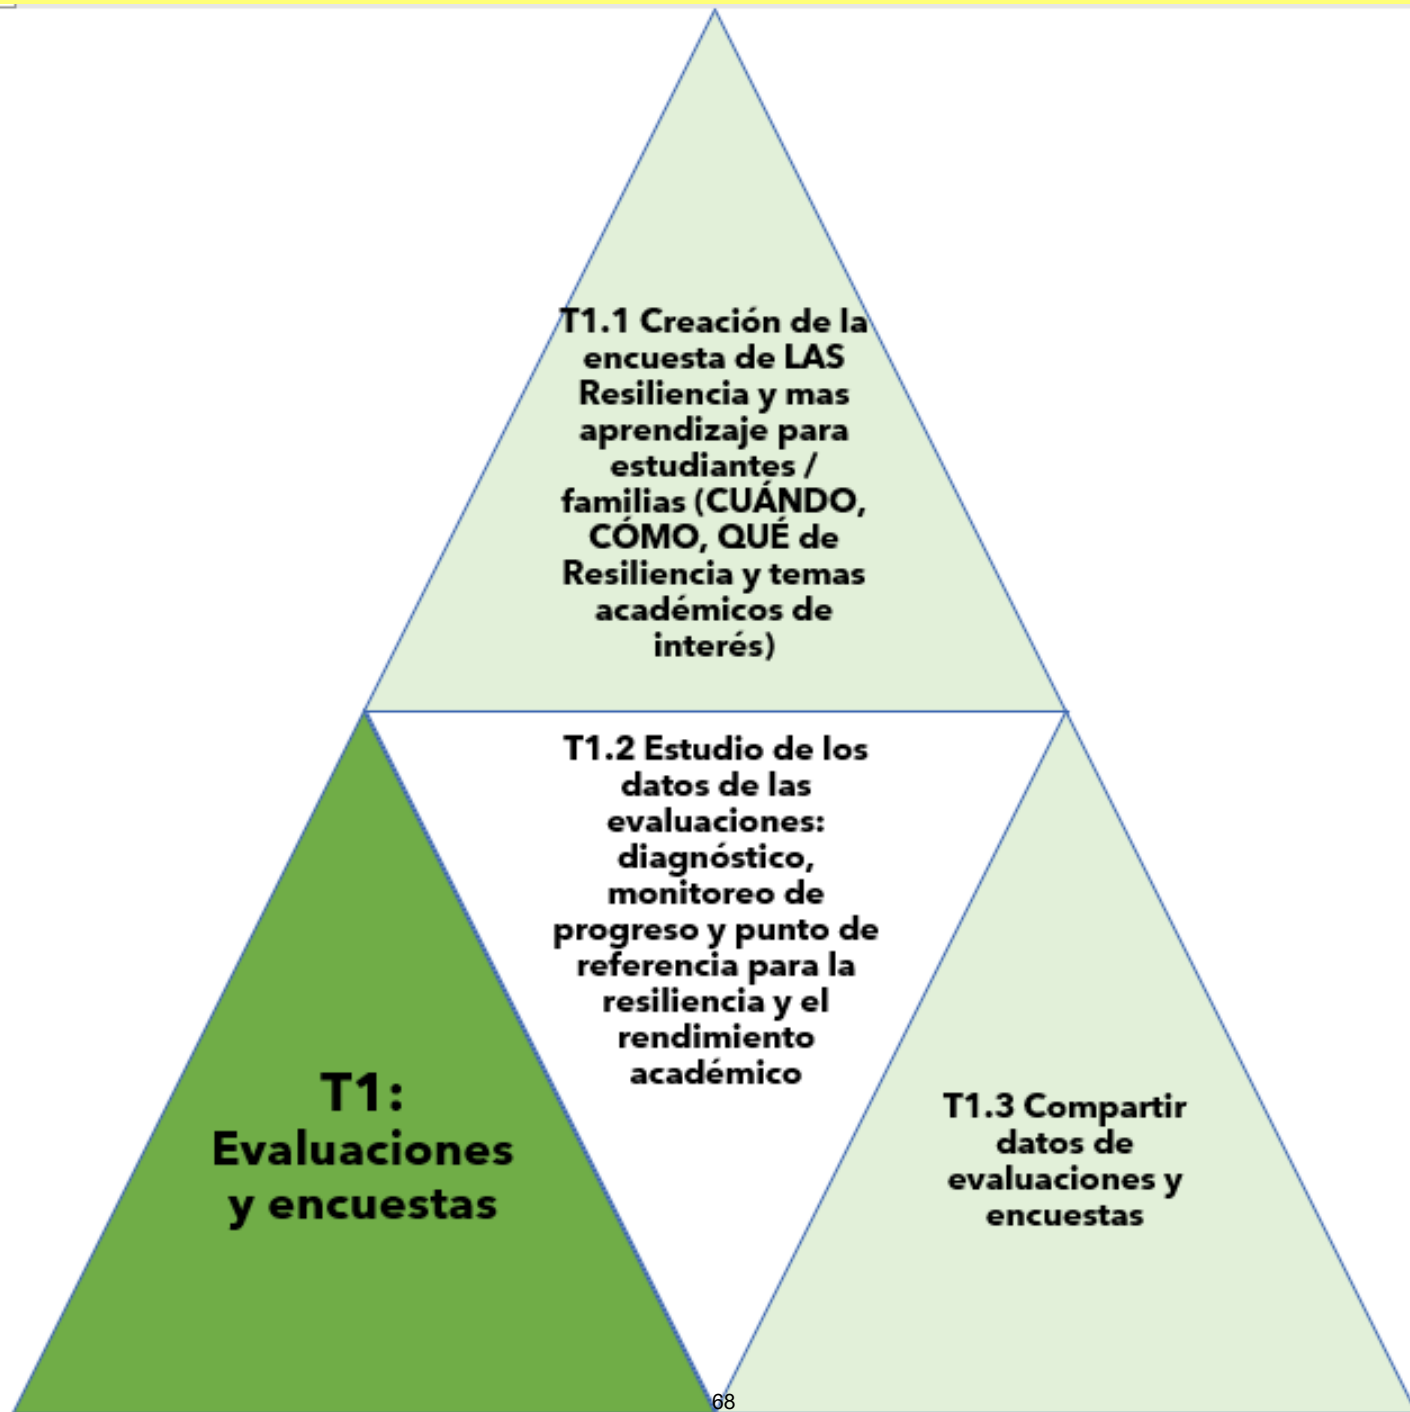 T1.1 Creación de la
encuesta de LAS
Resiliencia y mas
aprendizaje para
estudiantes /
familias (CUÁNDO,
CÓMO, QUÉ de
Resiliencia y temas
académicos de
interés)
T1.2 Estudio de los
datos de las
evaluaciones:
diagnóstico,
monitoreo de
progreso y punto de
referencia para la
resiliencia y el
rendimiento
académico
T1:
Evaluaciones
y encuestas
T1.3 Compartir
datos de
evaluaciones y
encuestas
68